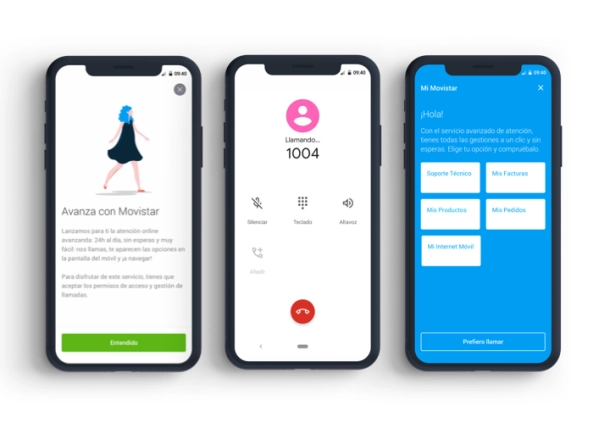 09:40
Avanza con Movistar
Lanzamos para ti la atención online
avanzanda: 24h al día, sin esperas y muy
fácil: nos llamas, te aparecen las opciones en
la pantalla del móvil y ¡a navegar!
Para disfrutar de este servicio, tienes que
aceptar los permisos de acceso y gestión de
llamadas.
Entendido
09:40
Llamando...
1004
Silenciar
Teclado
Altavoz
Añadir
09:40
Mi Movistar
¡Hola!
Con el servicio avanzado de atención,
tienes todas las gestiones a un clic y sin
esperas. Elige tu opción y compruébalo.
Soporte Técnico
Mis Facturas
Mis Productos
Mis Pedidos
Mi Internet Móvil
Prefiero llamar